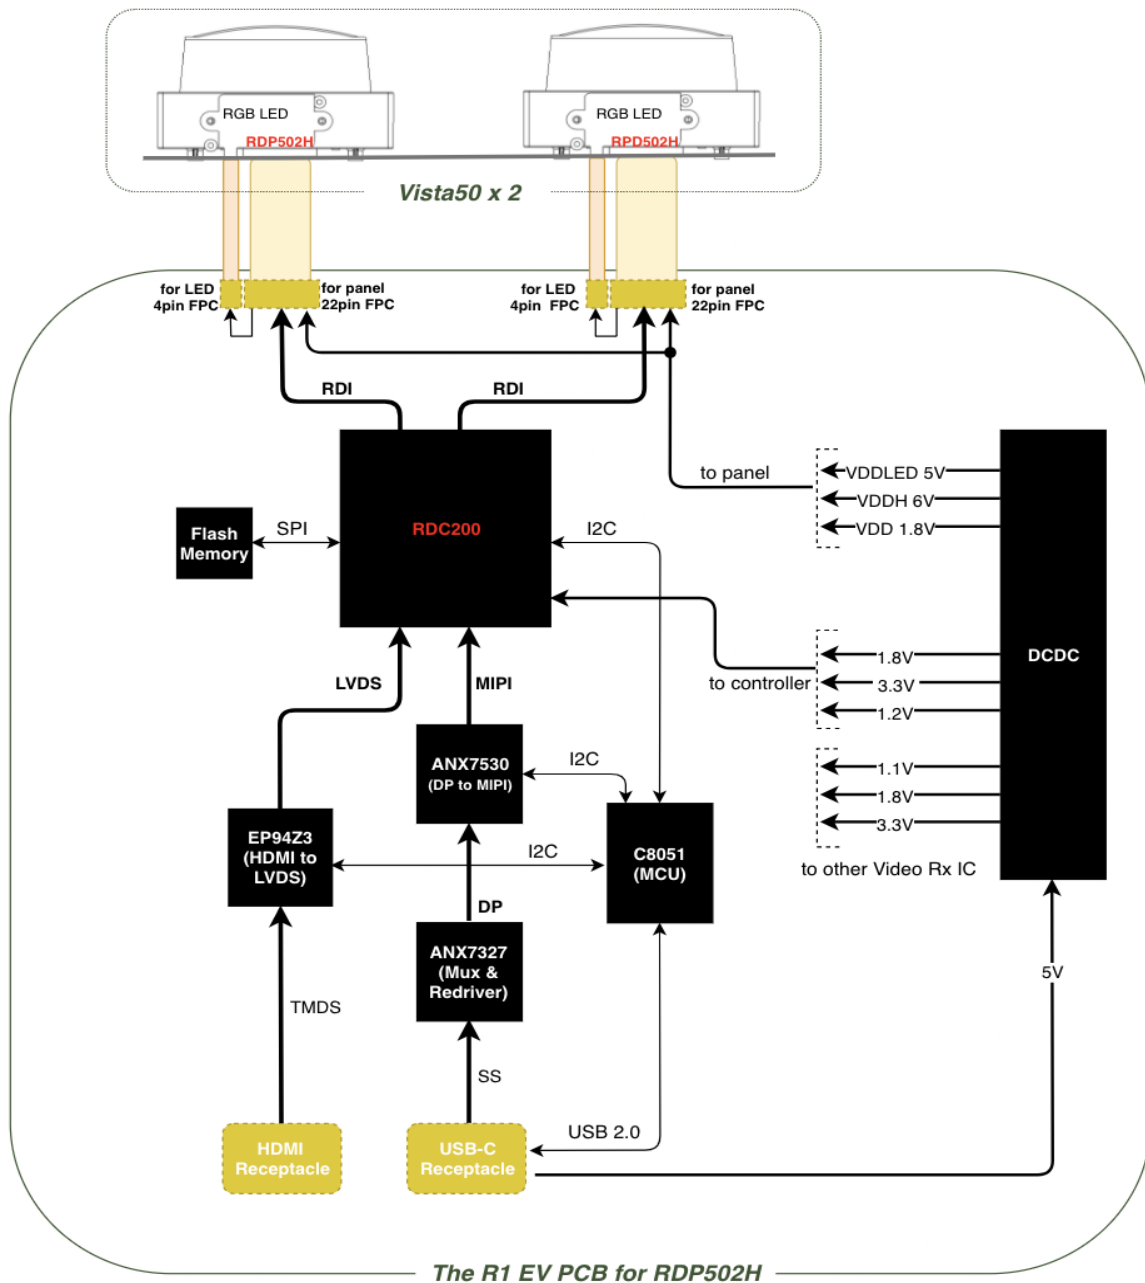 RGB LED
RDP502H
RGB LED
RPD502H
Vista50 x 2
for LED
4pin FPC
for panel
22pin FPC
for LED
4pin FPC
for panel
22pin FPC
RDI
RDI
to panel
VDDLED 5V
VDDH 6V
VDD 1.8V
Flash
Memory
SPI
RDC200
I2C
DCDC
1.8V
3.3V
1.2V
to controller
LVDS
MIPI
ANX7530
(DP to MIPI)
I2C
1.1V
1.8V
3.3V
to other Video Rx IC
EP94Z3
(HDMI to
LVDS)
I2C
C8051
(MCU)
DP
ANX7327
(Mux &
Redriver)
5V
TMDS
SS
USB 2.0
HDMI
Receptacle
USB-C
Receptacle
The R1 EV PCB for RDP502H